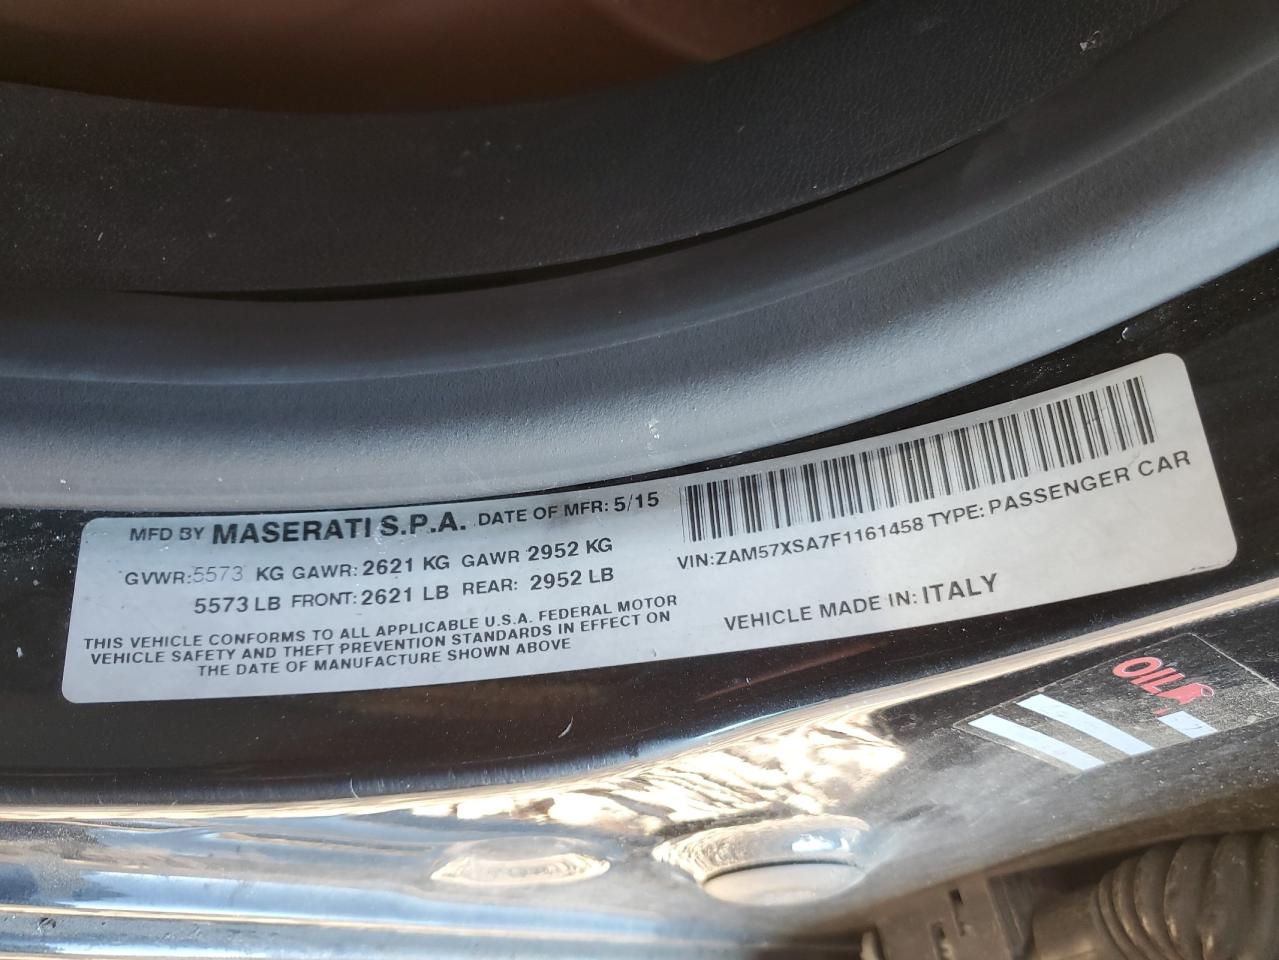 MFD BY MASERATI S.P.A. DATE OF MFR: 5/15
GVWR:5573 KG GAWR: 2621 KG GAWR 2952 KG
5573 LB FRONT: 2621 LB REAR: 2952 LB
THIS VEHICLE CONFORMS TO ALL APPLICABLE U.S.A. FEDERAL MOTOR
VEHICLE SAFETY AND THEFT PREVENTION STANDARDS IN EFFECT ON
THE DATE OF MANUFACTURE SHOWN ABOVE
VIN:ZAM57XSA7F1161458 TYPE: PASSENGER CAR
VEHICLE MADE IN: ITALY
OIL